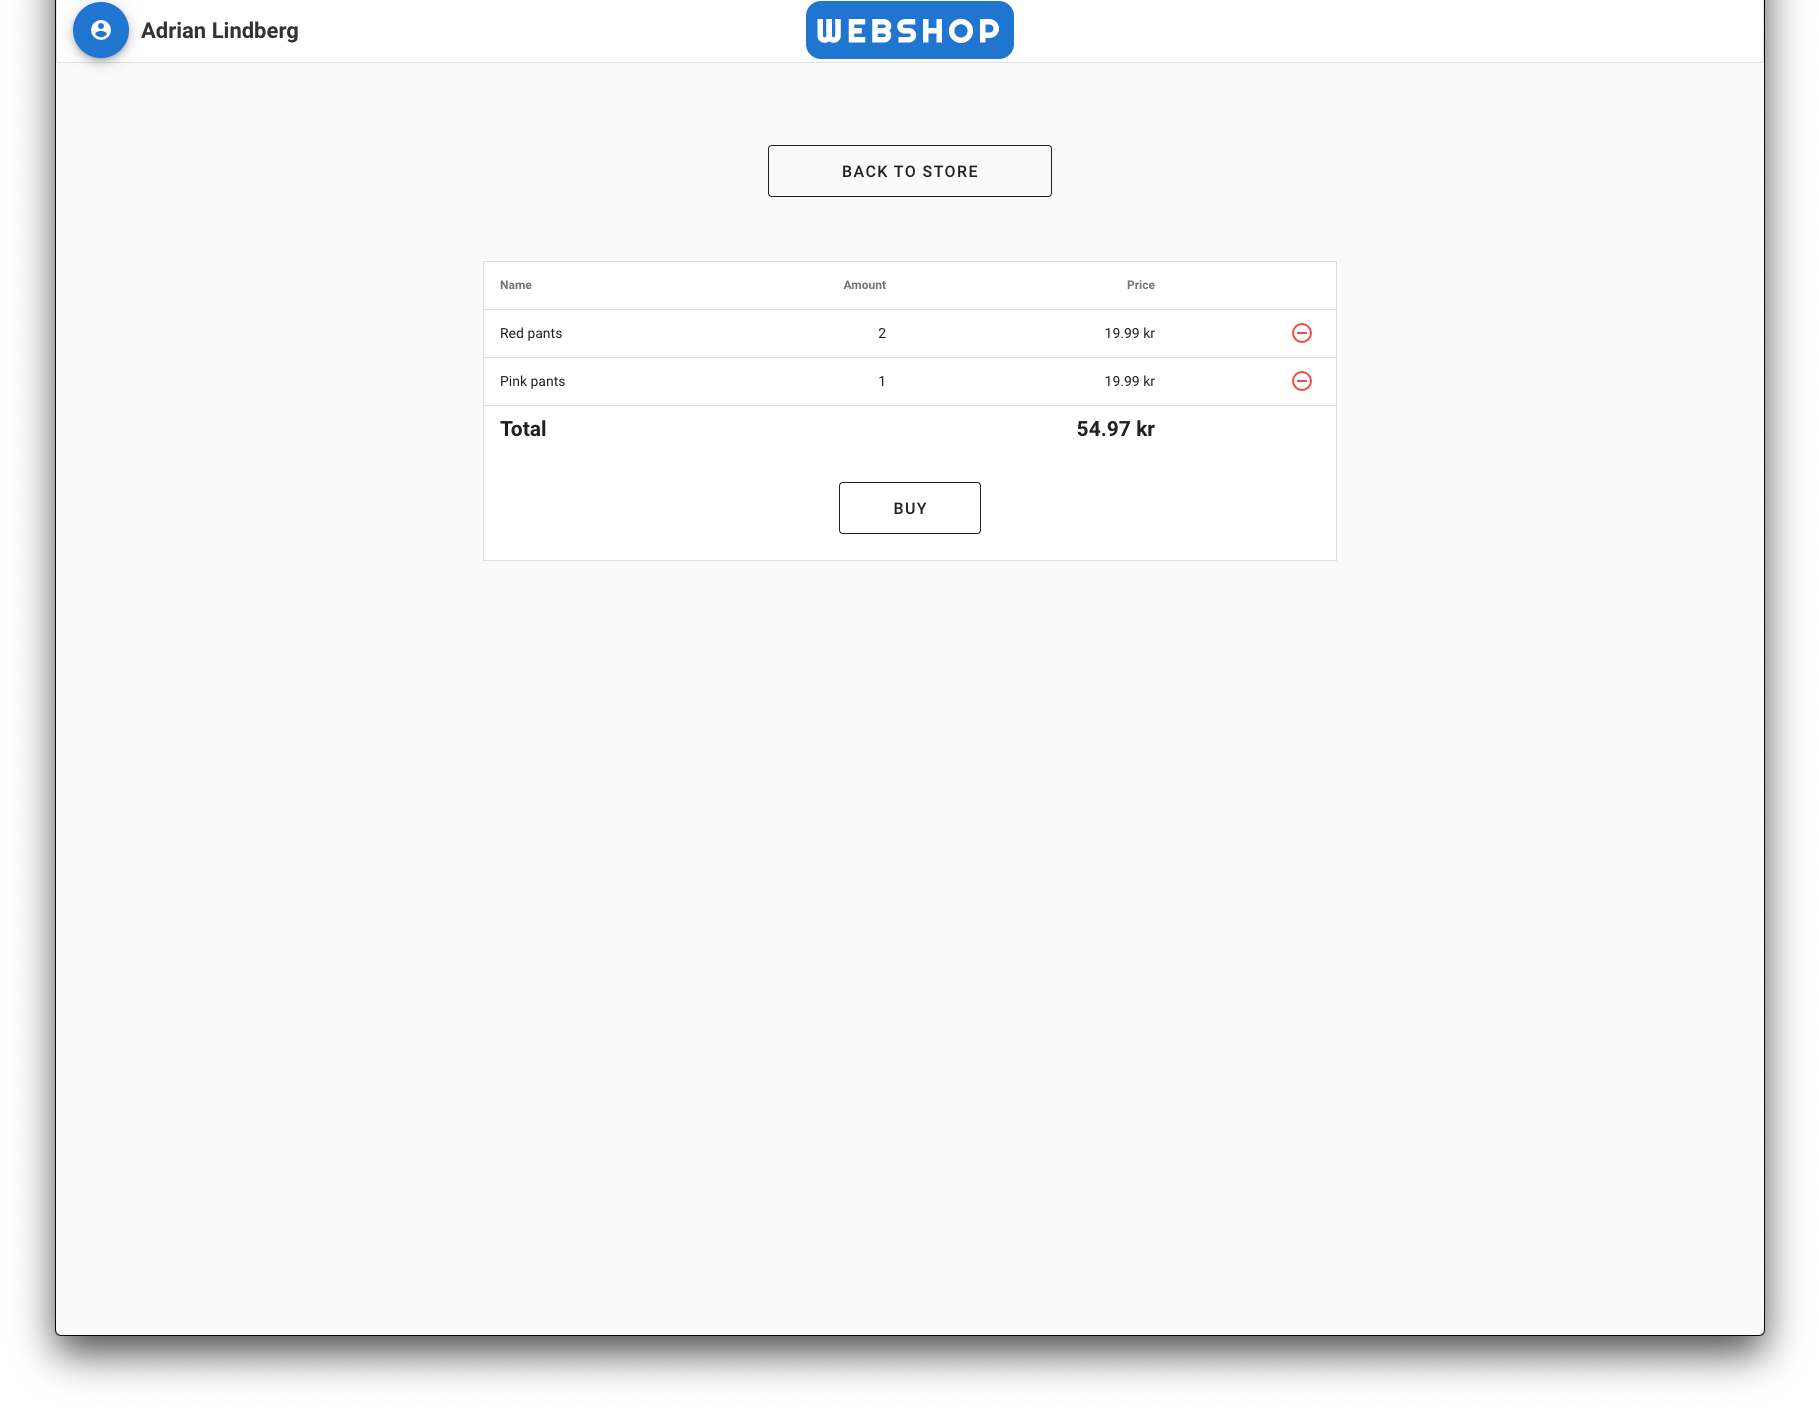 Adrian Lindberg
WEBSHOP
BACK TO STORE
Name Amount Price
Red pants 2 19.99 kr
Pink pants 1 19.99 kr
Total 54.97 kr
BUY